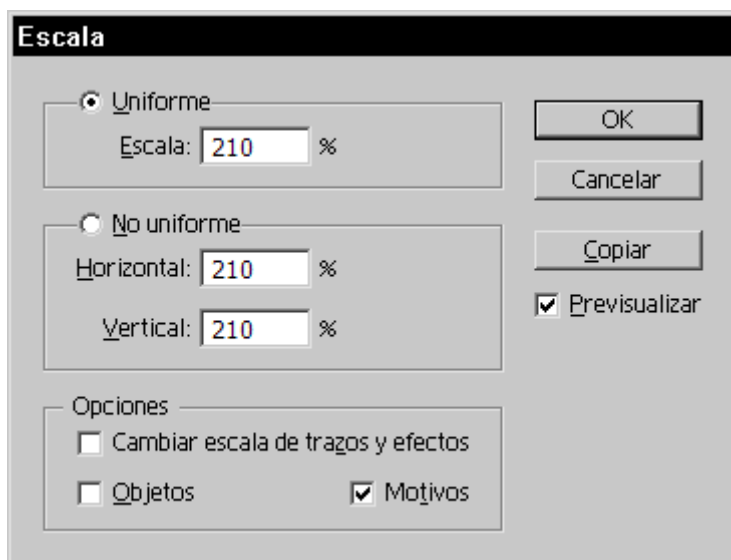 Escala
Uniforme
Escala: 210 %
No uniforme
Horizontal: 210 %
Vertical: 210 %
Opciones
Cambiar escala de trazos y efectos
Objetos Motivos
OK
Cancelar
Copiar
Previsualizar